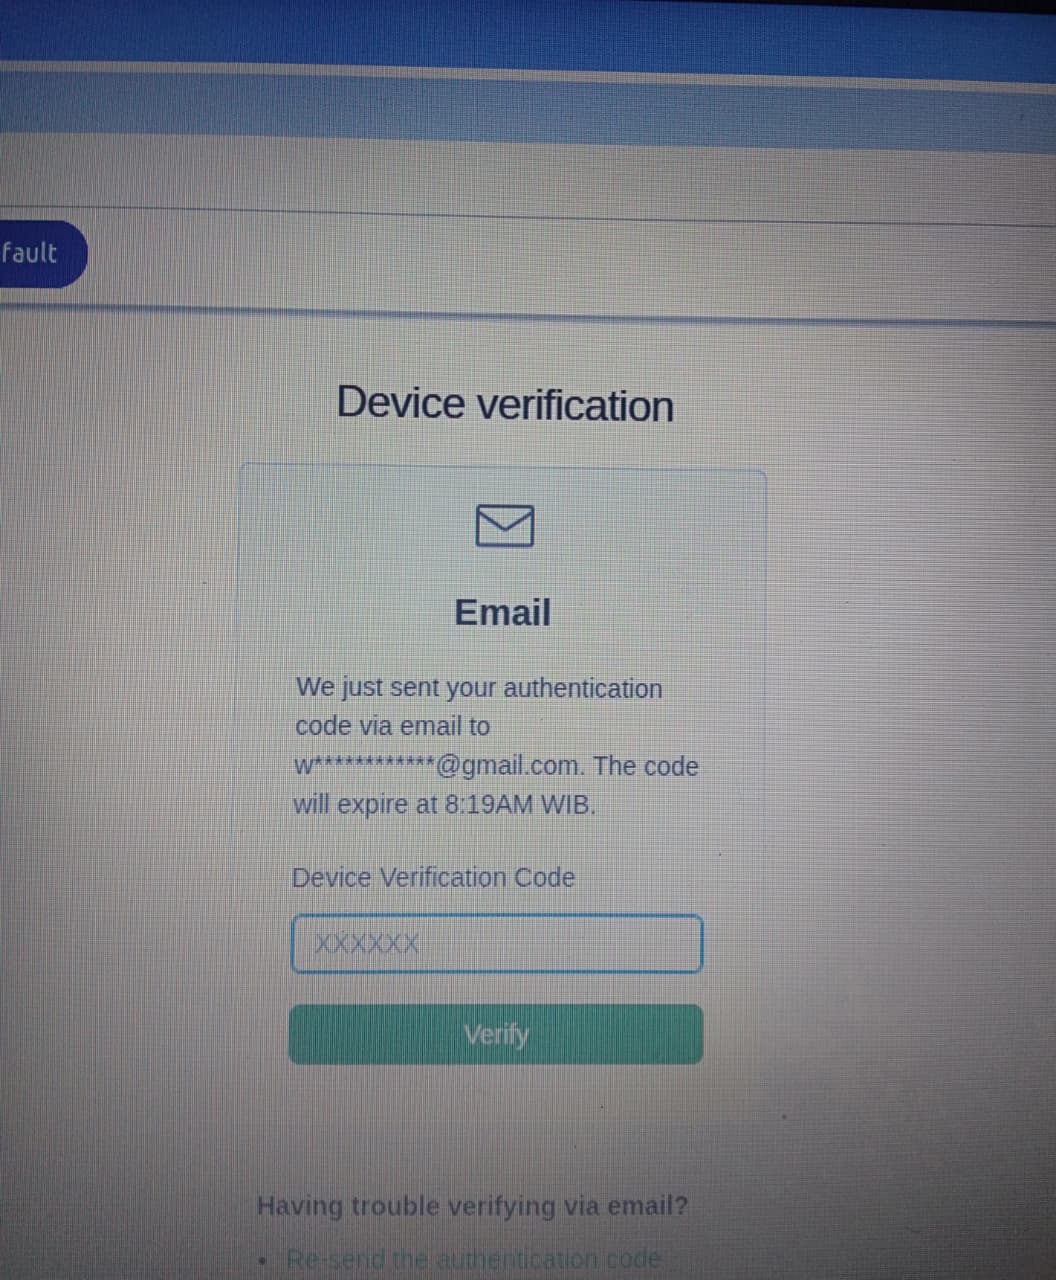 fault
Device verification
Email
We just sent your authentication
code via email to
w************@gmail.com. The code
will expire at 8:19AM WIB.
Device Verification Code
XXXXXX
Verify
Having trouble verifying via email?
• Re-send the authentication code